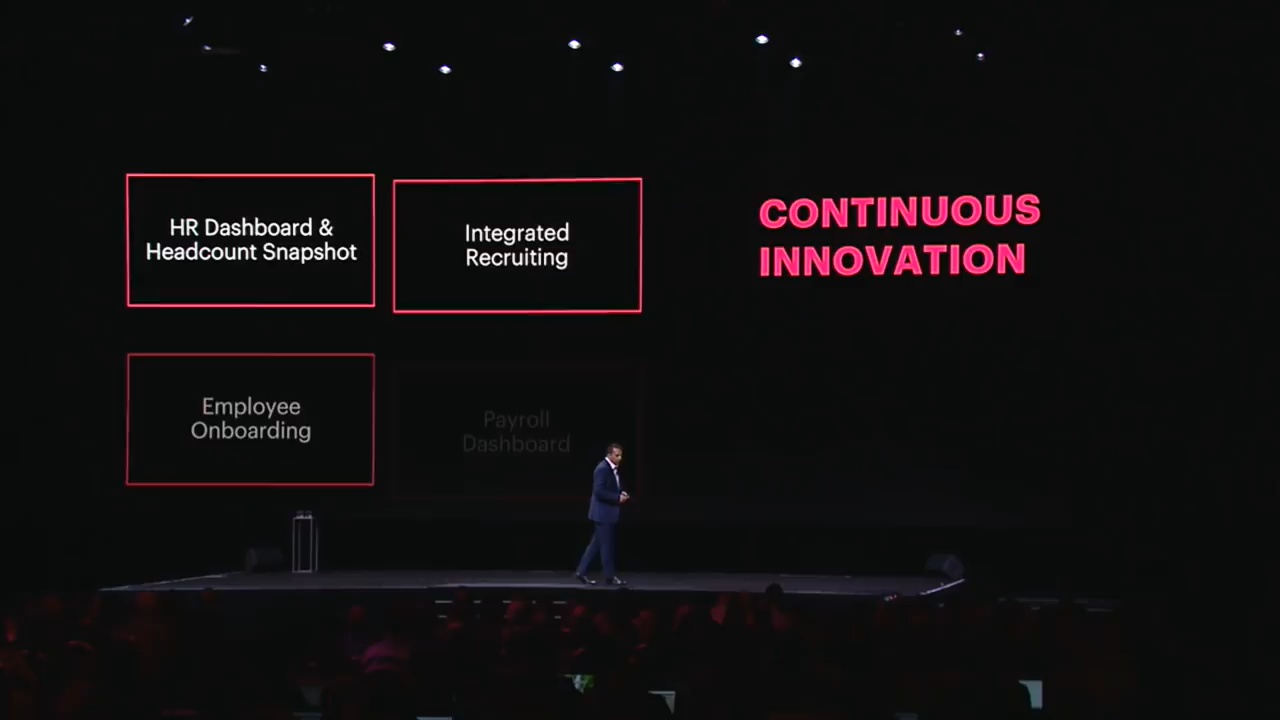 HR Dashboard &
Headcount Snapshot
Integrated
Recruiting
CONTINUOUS
INNOVATION
Employee
Onboarding
Payroll
Dashboard